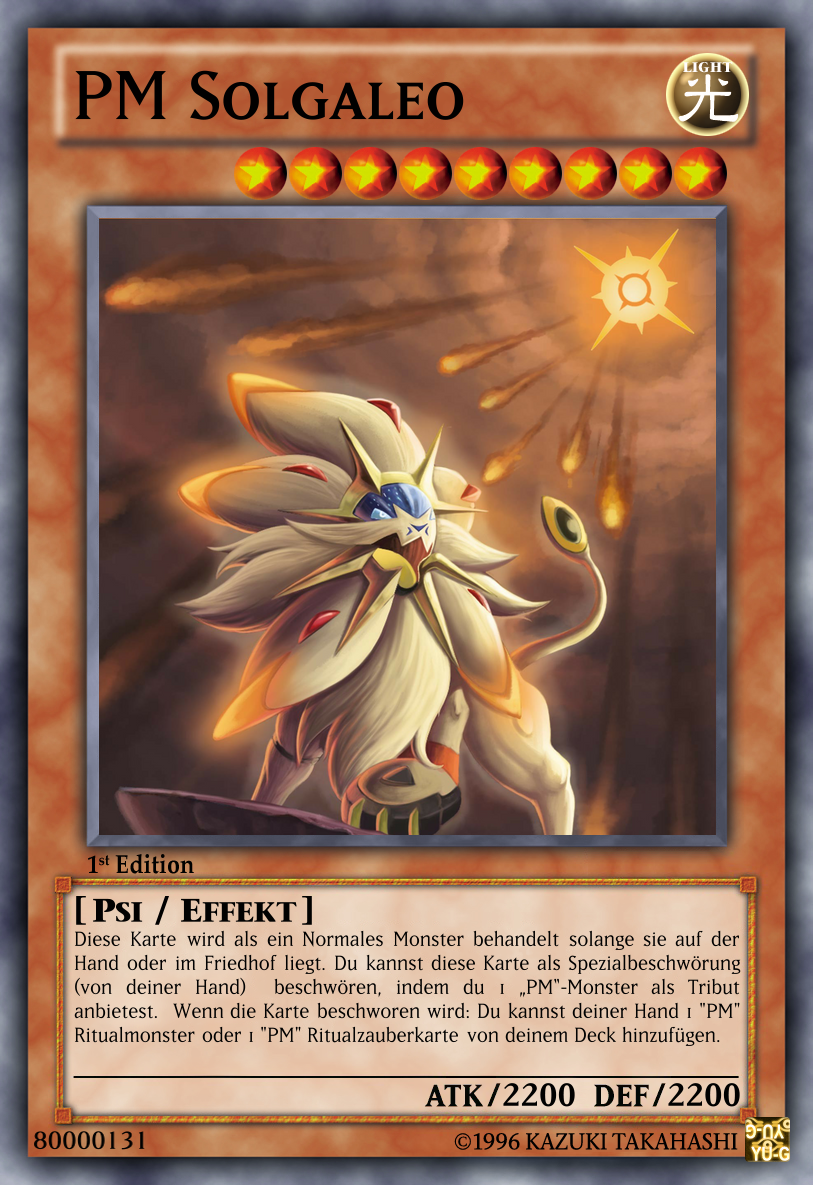 PM Solgaleo
LIGHT
光
1st Edition
[ Psi / Effekt ]
Diese Karte wird als ein Normales Monster behandelt solange sie auf der
Hand oder im Friedhof liegt. Du kannst diese Karte als Spezialbeschwörung
(von deiner Hand) beschwören, indem du 1 „PM“-Monster als Tribut
anbietest. Wenn die Karte beschworen wird: Du kannst deiner Hand 1 "PM"
Ritualmonster oder 1 "PM" Ritualzauberkarte von deinem Deck hinzufügen.
ATK/2200 DEF/2200
80000131
©1996 KAZUKI TAKAHASHI